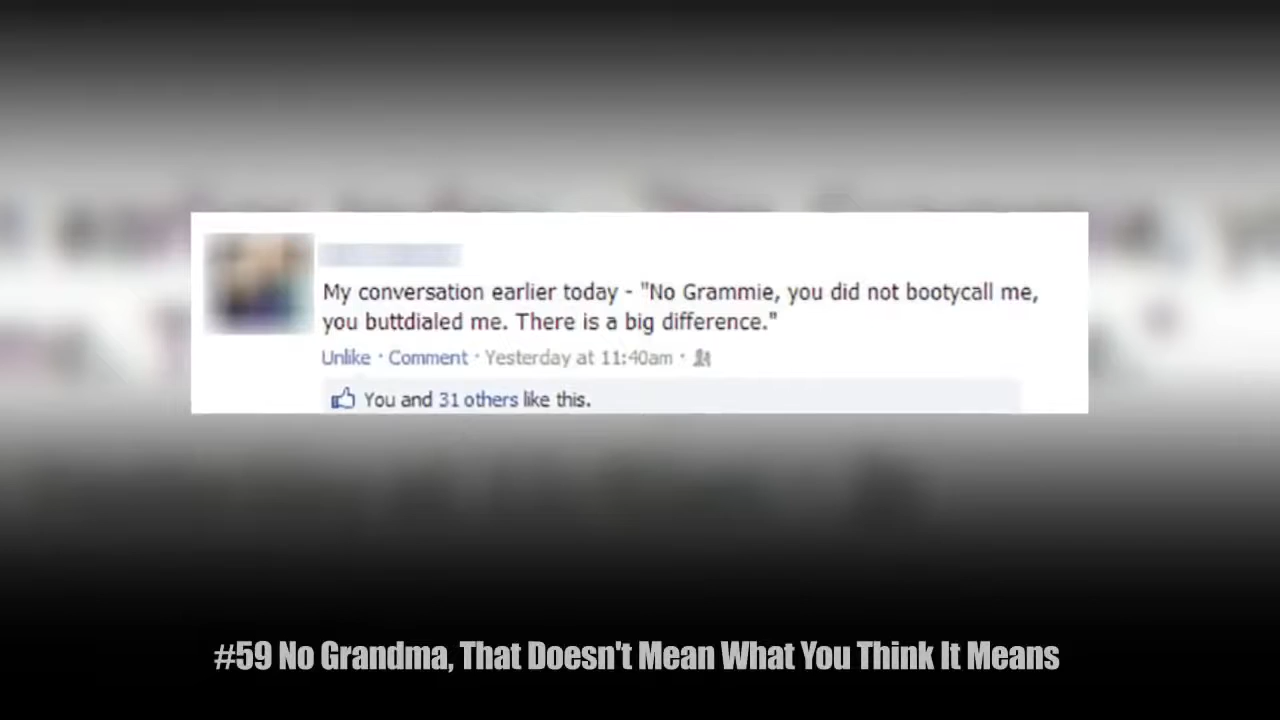 My conversation earlier today - "No Grammie, you did not bootycall me,
you buttdialed me. There is a big difference."
Unlike · Comment · Yesterday at 11:40am ·
You and 31 others like this.
#59 No Grandma, That Doesn't Mean What You Think It Means